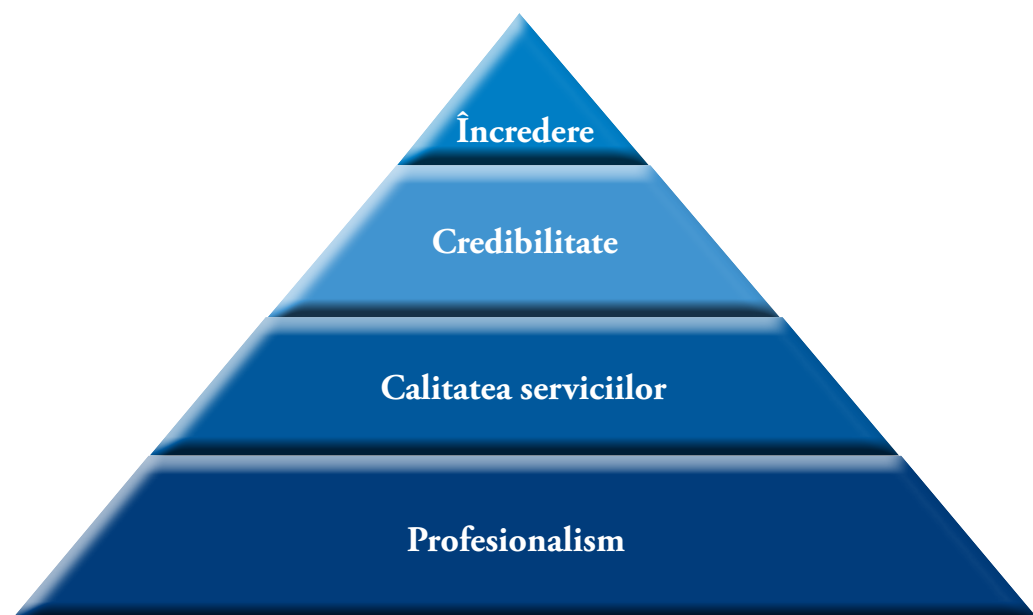 Încredere
Credibilitate
Calitatea serviciilor
Profesionalism